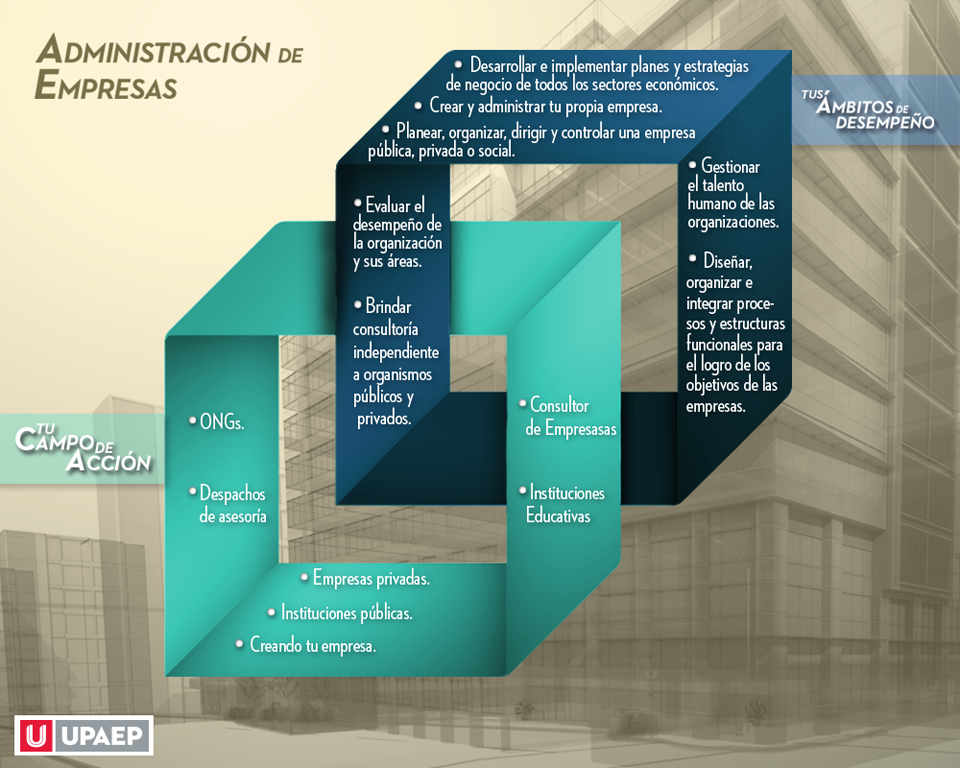 ADMINISTRACIÓN DE
EMPRESAS
• Desarrollar e implementar planes y estrategias
de negocio de todos los sectores económicos.
• Crear y administrar tu propia empresa.
• Planear, organizar, dirigir y controlar una empresa
pública, privada o social.
TUS
ÁMBITOS DE
DESEMPEÑO
• Gestionar
el talento
humano de las
organizaciones.
• Diseñar,
organizar e
integrar proce-
sos y estructuras
funcionales para
el logro de los
objetivos de las
empresas.
• Evaluar el
desempeño de
la organización
y sus áreas.
• Brindar
consultoría
independiente
a organismos
públicos y
privados.
TU
CAMPO DE
ACCIÓN
• ONGs.
• Despachos
de asesoría
• Consultor
de Empresasas
• Instituciones
Educativas
• Empresas privadas.
• Instituciones públicas.
• Creando tu empresa.
U UPAEP